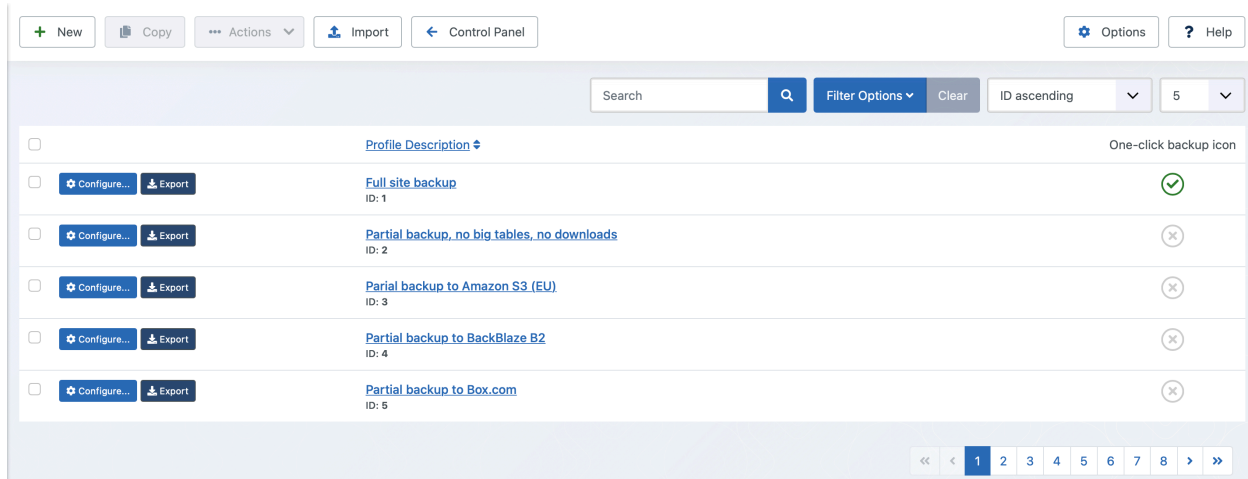 + New Copy ••• Actions Import Control Panel Options ? Help
Search Filter Options Clear ID ascending 5
Profile Description One-click backup icon
Configure... Export Full site backup
ID: 1
Configure... Export Partial backup, no big tables, no downloads
ID: 2
Configure... Export Parial backup to Amazon S3 (EU)
ID: 3
Configure... Export Partial backup to BackBlaze B2
ID: 4
Configure... Export Partial backup to Box.com
ID: 5
« ‹ 1 2 3 4 5 6 7 8 › »